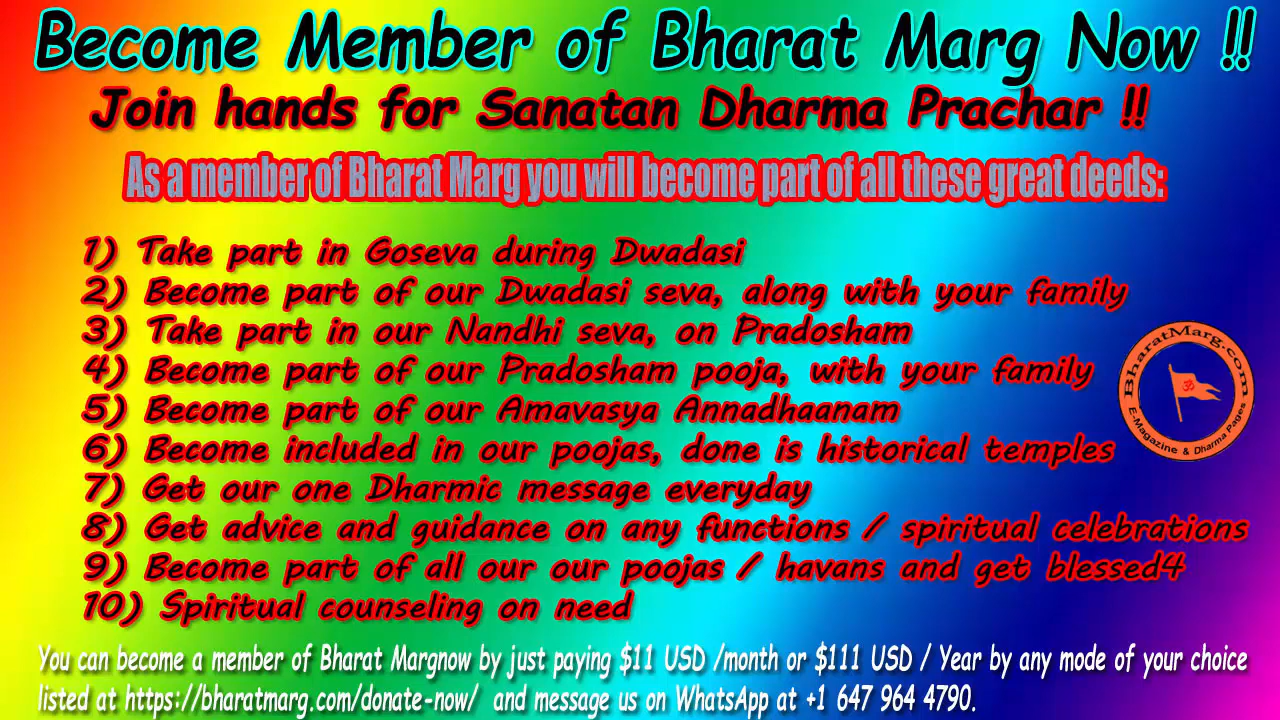 Become Member of Bharat Marg Now !!
Join hands for Sanatan Dharma Prachar !!
As a member of Bharat Marg you will become part of all these great deeds:
1) Take part in Goseva during Dwadasi
2) Become part of our Dwadasi seva, along with your family
3) Take part in our Nandhi seva, on Pradosham
4) Become part of our Pradosham pooja, with your family
5) Become part of our Amavasya Annadhaanam
6) Become included in our poojas, done is historical temples
7) Get our one Dharmic message everyday
8) Get advice and guidance on any functions / spiritual celebrations
9) Become part of all our our poojas / havans and get blessed4
10) Spiritual counseling on need
BharatMarg.com
ॐ
E-Magazine & Dharma Pages
You can become a member of Bharat Margnow by just paying $11 USD /month or $111 USD / Year by any mode of your choice
listed at https://bharatmarg.com/donate-now/ and message us on WhatsApp at +1 647 964 4790.